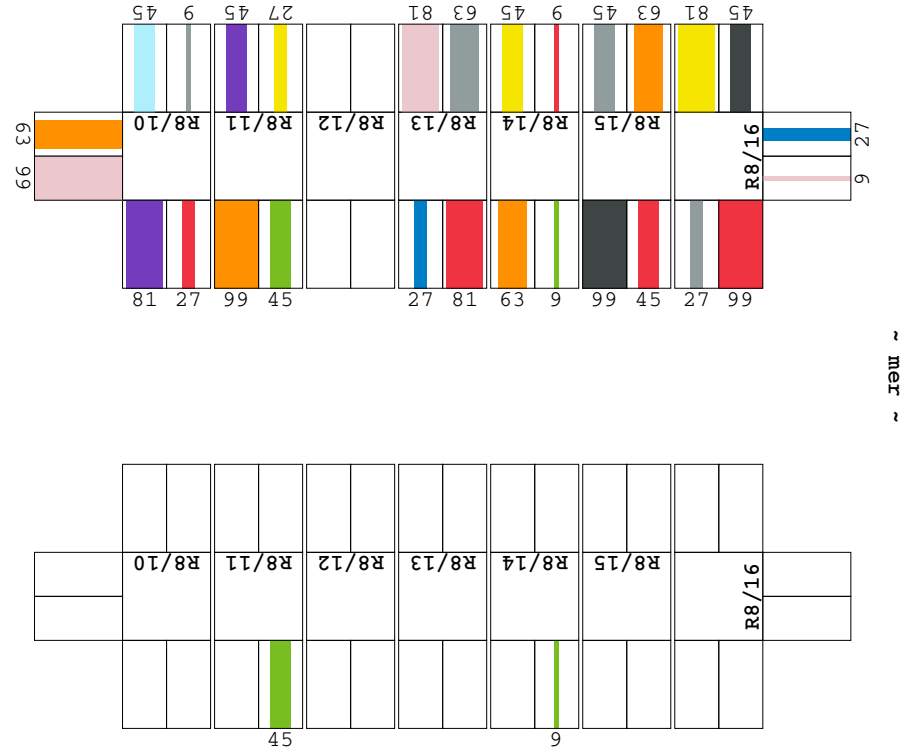 45 9 45 27 81 63 45 9 45 63 81 45
63 R8/10 R8/11 R8/12 R8/13 R8/14 R8/15 R8/16 27
99 9
81 27 99 45 27 81 63 9 99 45 27 99
~ mer ~
R8/10 R8/11 R8/12 R8/13 R8/14 R8/15 R8/16
45 9